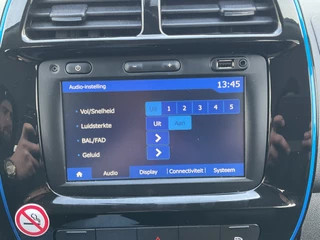 Audio-instelling 13:45
Vol/Snelheid Uit 1 2 3 4 5
Luidsterkte Uit Aan
BAL/FAD
Geluid
Audio Display Connectiviteit Systeem